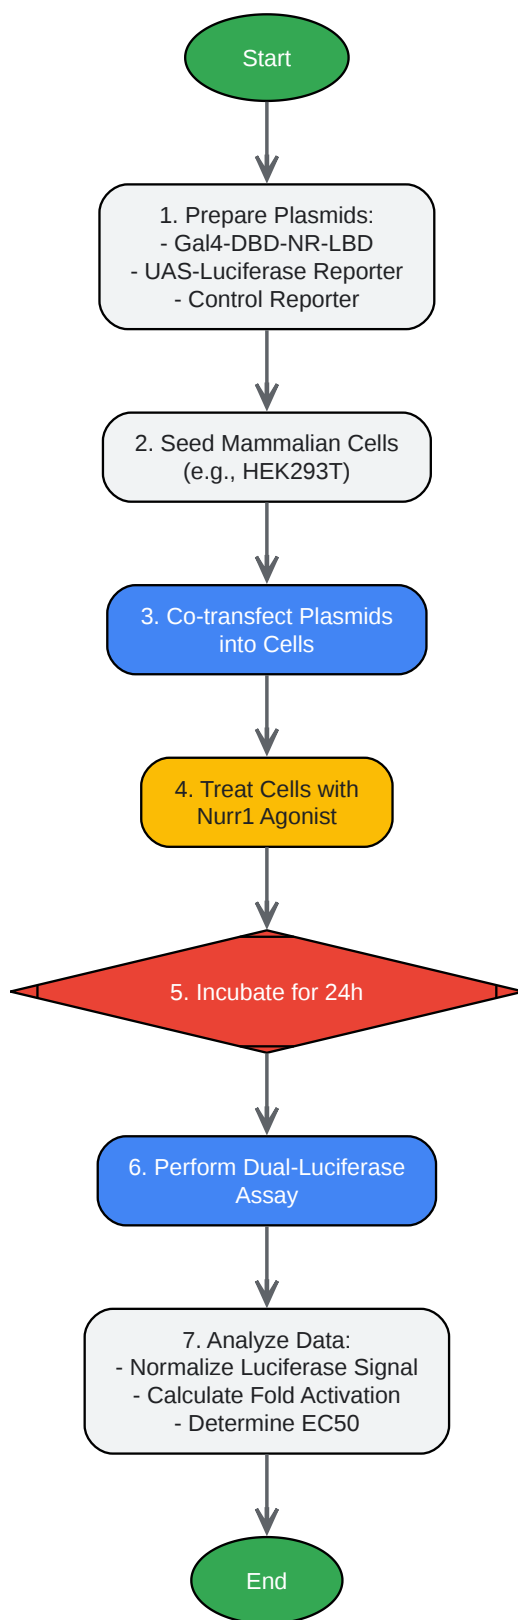 Start
1. Prepare Plasmids:
- Gal4-DBD-NR-LBD
- UAS-Luciferase Reporter
- Control Reporter
2. Seed Mammalian Cells
(e.g., HEK293T)
3. Co-transfect Plasmids
into Cells
4. Treat Cells with
Nurr1 Agonist
5. Incubate for 24h
6. Perform Dual-Luciferase
Assay
7. Analyze Data:
- Normalize Luciferase Signal
- Calculate Fold Activation
- Determine EC50
End